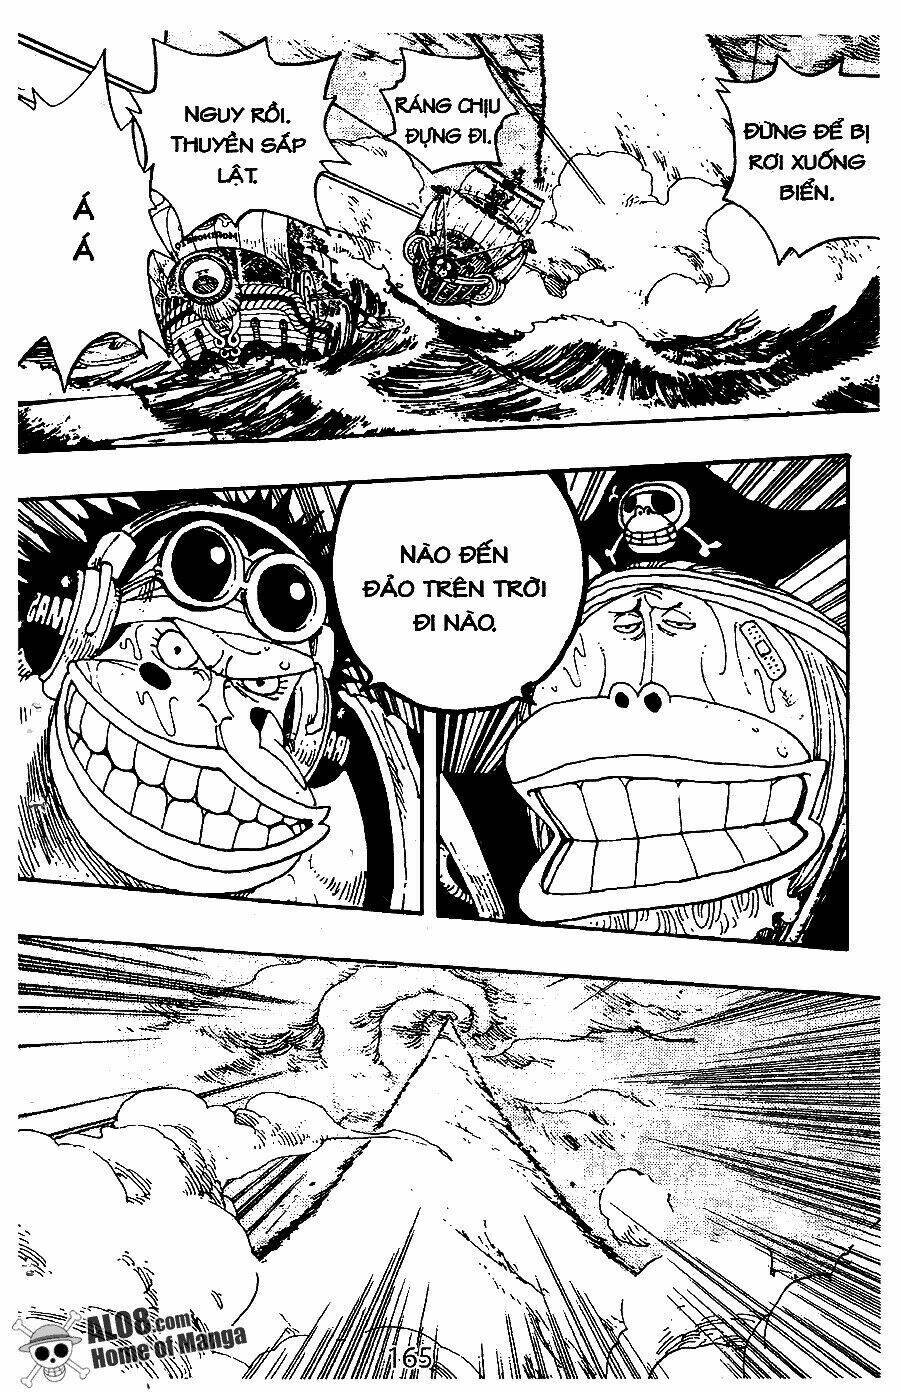 ĐỪNG ĐỂ BỊ
RƠI XUỐNG
BIỂN.
RÁNG CHỊU
ĐỰNG ĐI.
NGUY RỒI.
THUYỀN SẮP
LẬT.
Á
Á
NÀO ĐẾN
ĐẢO TRÊN TRỜI
ĐI NÀO.
ALO8.com
Home of Manga
165